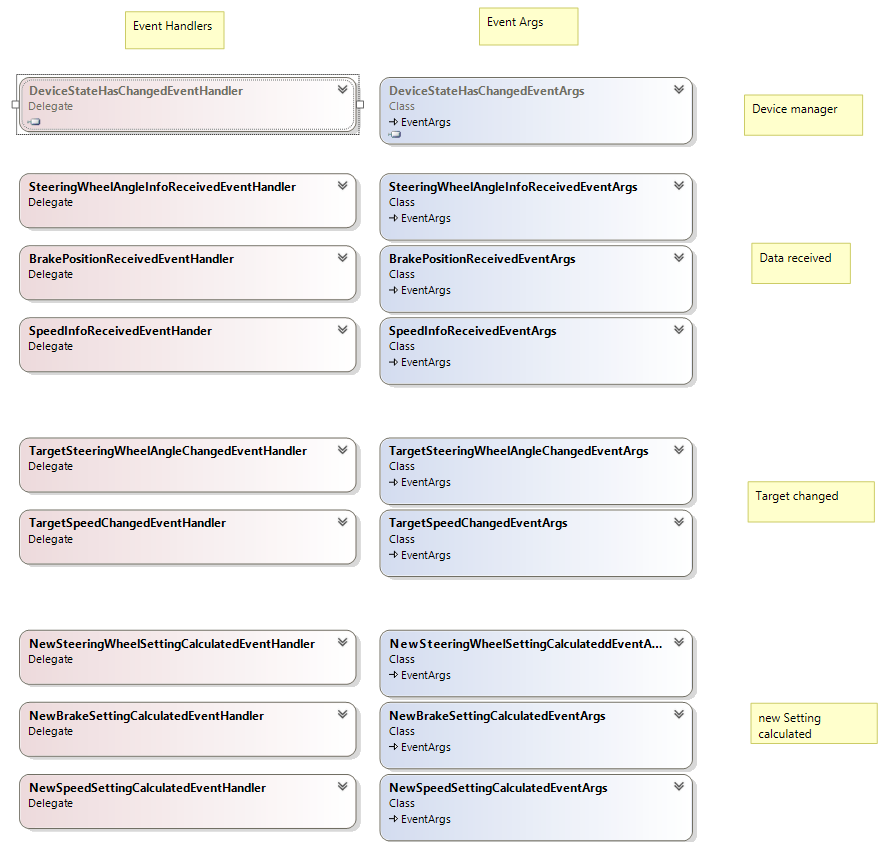 Event Handlers
Event Args
DeviceStateHasChangedEventHandler
Delegate
DeviceStateHasChangedEventArgs
Class
EventArgs
Device manager
SteeringWheelAngleInfoReceivedEventHandler
Delegate
SteeringWheelAngleInfoReceivedEventArgs
Class
EventArgs
BrakePositionReceivedEventHandler
Delegate
BrakePositionReceivedEventArgs
Class
EventArgs
Data received
SpeedInfoReceivedEventHander
Delegate
SpeedInfoReceivedEventArgs
Class
EventArgs
TargetSteeringWheelAngleChangedEventHandler
Delegate
TargetSteeringWheelAngleChangedEventArgs
Class
EventArgs
Target changed
TargetSpeedChangedEventHandler
Delegate
TargetSpeedChangedEventArgs
Class
EventArgs
NewSteeringWheelSettingCalculatedEventHandler
Delegate
NewSteeringWheelSettingCalculateddEventA...
Class
EventArgs
NewBrakeSettingCalculatedEventHandler
Delegate
NewBrakeSettingCalculatedEventArgs
Class
EventArgs
new Setting
calculated
NewSpeedSettingCalculatedEventHandler
Delegate
NewSpeedSettingCalculatedEventArgs
Class
EventArgs